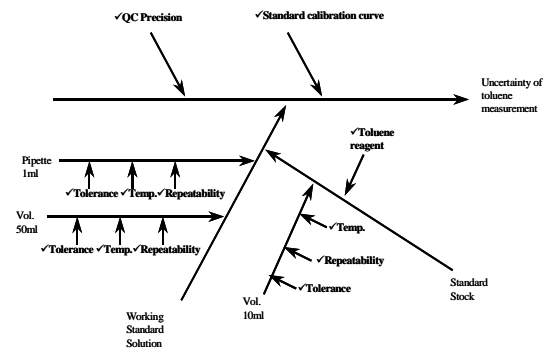 ✓QC Precision
✓Standard calibration curve
Uncertainty of
toluene
measurement
✓Toluene
reagent
Pipette
1ml
✓Tolerance ✓Temp. ✓Repeatability
Vol.
50ml
✓Tolerance ✓Temp. ✓Repeatability
✓Temp.
✓Repeatability
✓Tolerance
Standard
Stock
Vol.
10ml
Working
Standard
Solution